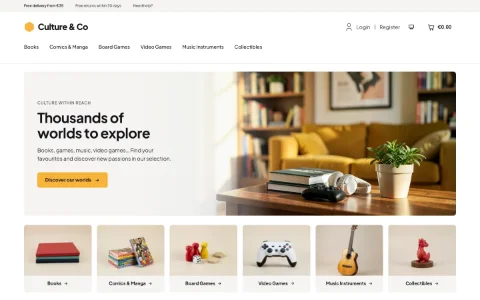 Free delivery from €35 Free returns within 30 days Need help?
Culture & Co
Login | Register
€0.00
Books Comics & Manga Board Games Video Games Music Instruments Collectibles
CULTURE WITHIN REACH
Thousands of
worlds to explore
Books, games, music, video games... Find your
favourites and discover new passions in our selection.
Discover our worlds →
Books → Comics & Manga → Board Games → Video Games → Music Instruments → Collectibles →